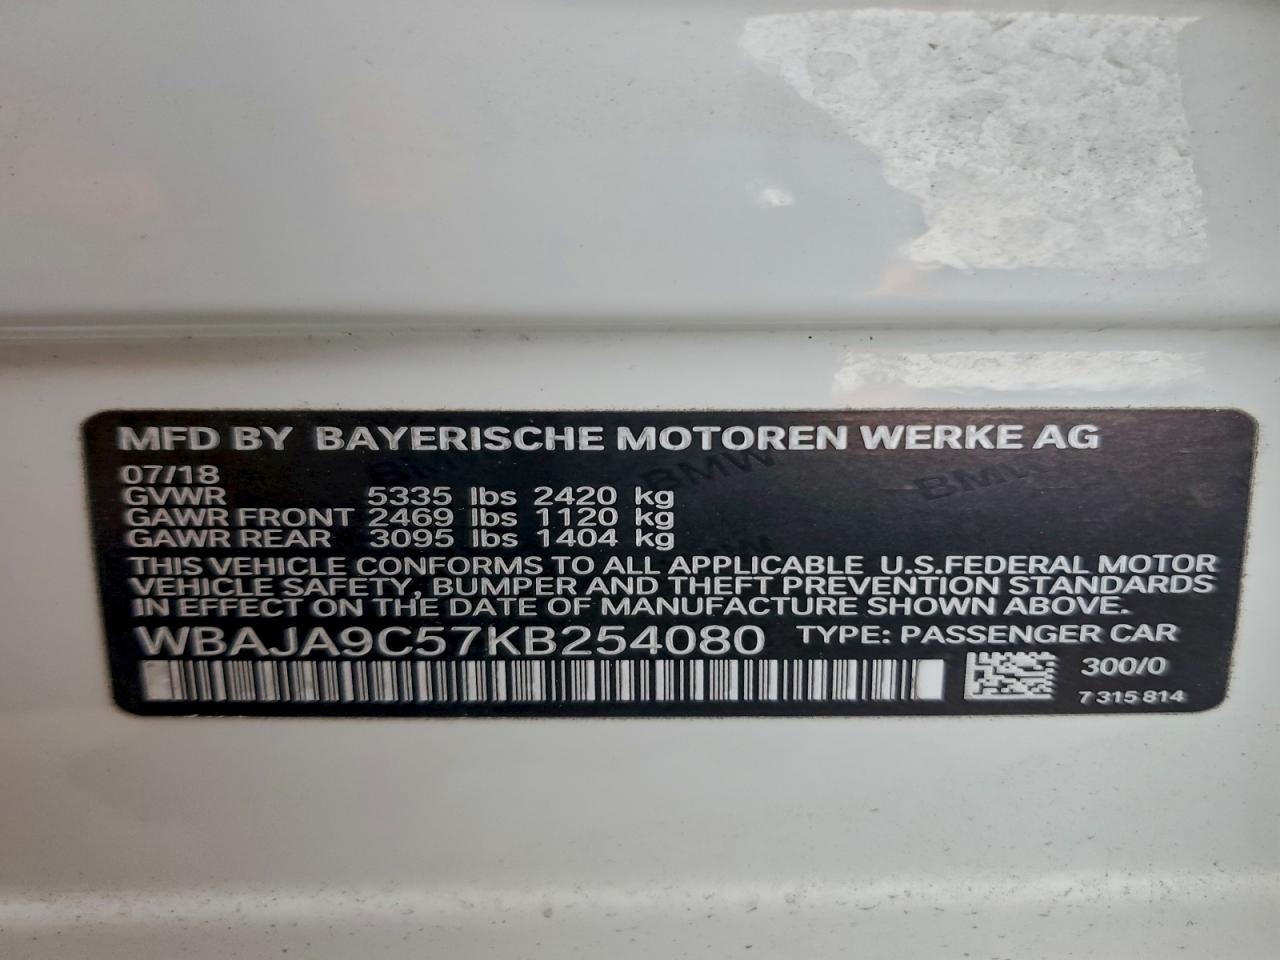 MFD BY BAYERISCHE MOTOREN WERKE AG
07/18
GVWR 5335 lbs 2420 kg
GAWR FRONT 2469 lbs 1120 kg
GAWR REAR 3095 lbs 1404 kg
THIS VEHICLE CONFORMS TO ALL APPLICABLE U.S.FEDERAL MOTOR
VEHICLE SAFETY, BUMPER AND THEFT PREVENTION STANDARDS
IN EFFECT ON THE DATE OF MANUFACTURE SHOWN ABOVE.
WBAJA9C57KB254080 TYPE: PASSENGER CAR
300/0
7 315 814
BMW
BMW
BMW